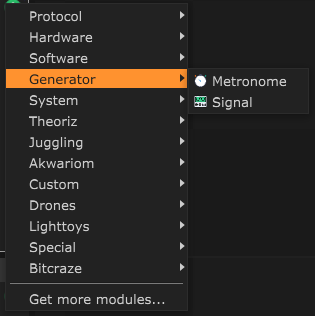 Protocol
Hardware
Software
Generator
Metronome
System
Signal
Theoriz
Juggling
Akwariom
Custom
Drones
Lighttoys
Special
Bitcraze
Get more modules...